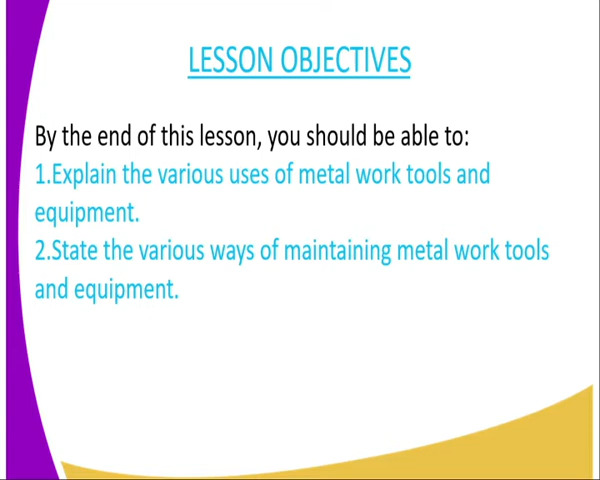 LESSON OBJECTIVES
By the end of this lesson, you should be able to:
1.Explain the various uses of metal work tools and
equipment.
2.State the various ways of maintaining metal work tools
and equipment.